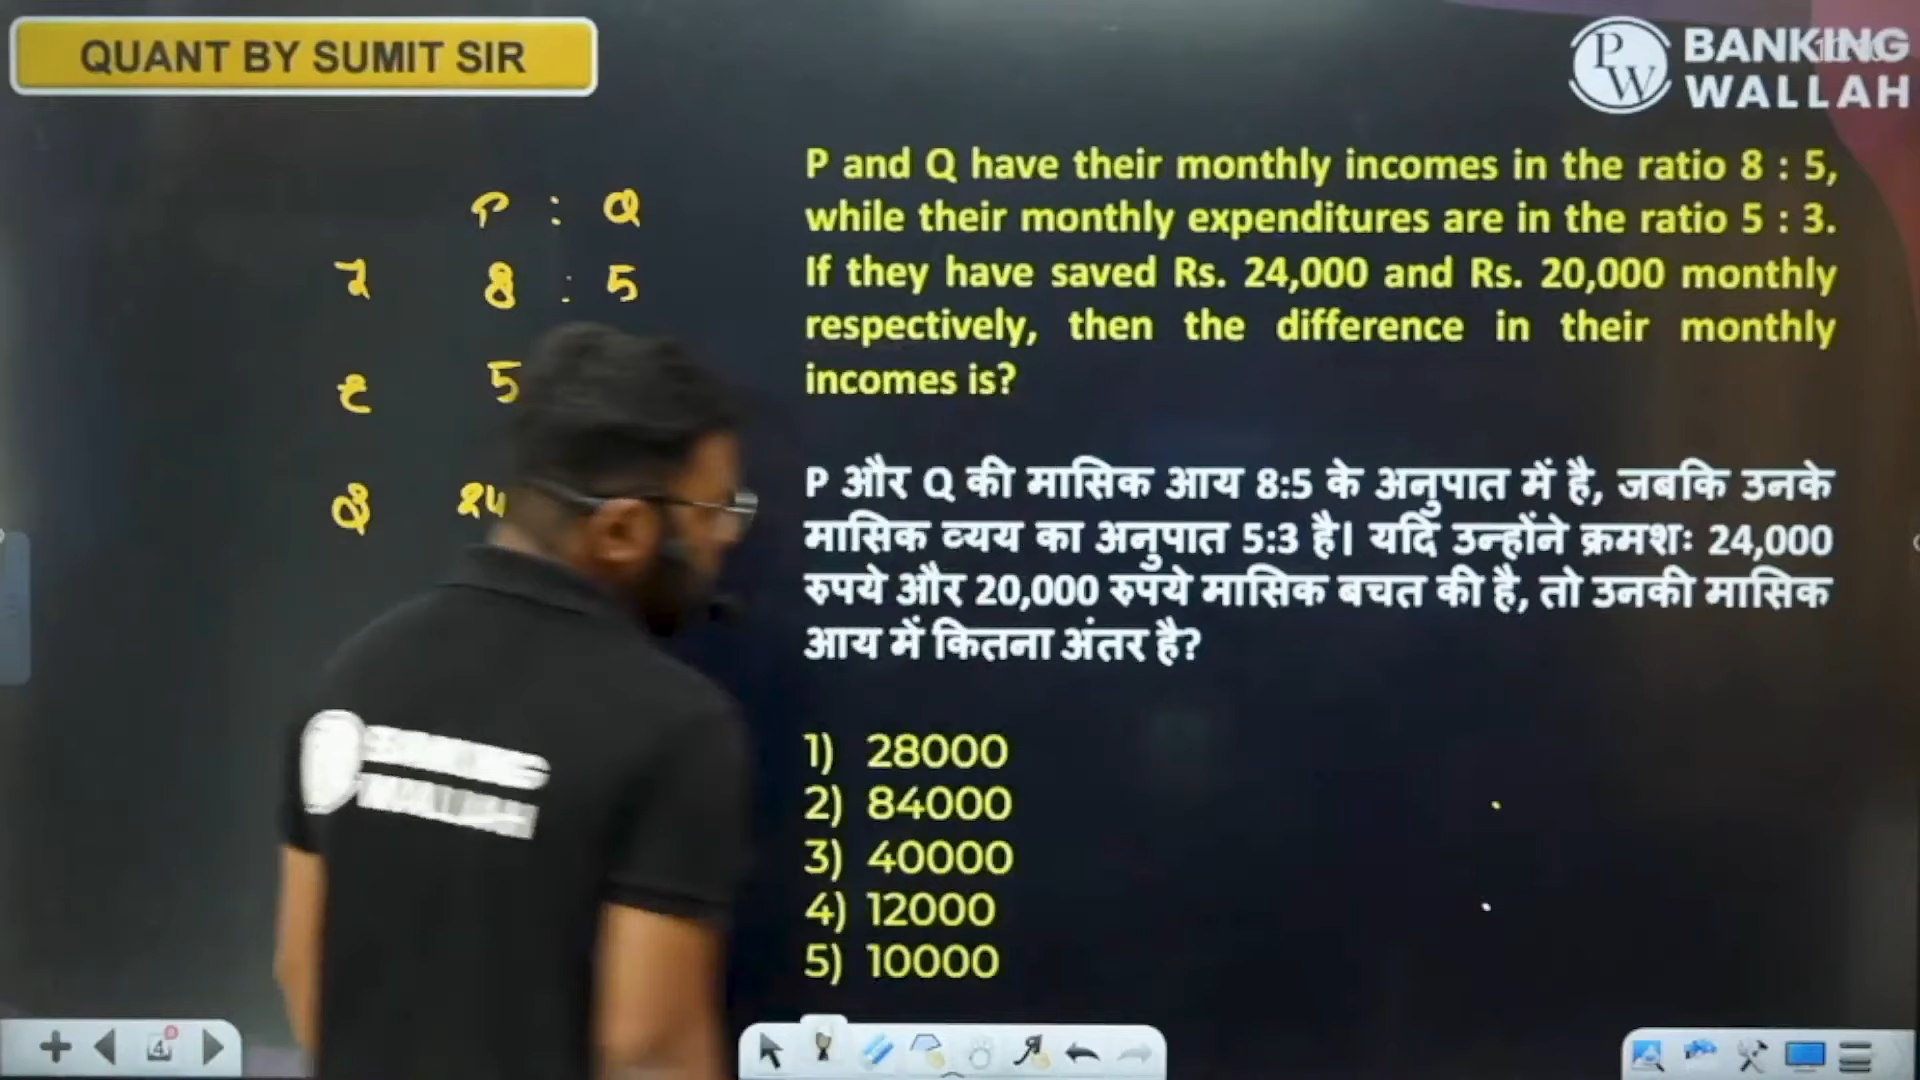 QUANT BY SUMIT SIR
BANKING
WALLAH
P : Q
8 : 5
5
24
P and Q have their monthly incomes in the ratio 8 : 5,
while their monthly expenditures are in the ratio 5 : 3.
If they have saved Rs. 24,000 and Rs. 20,000 monthly
respectively, then the difference in their monthly
incomes is?
P और Q की मासिक आय 8:5 के अनुपात में है, जबकि उनके
मासिक व्यय का अनुपात 5:3 है। यदि उन्होंने क्रमशः 24,000
रुपये और 20,000 रुपये मासिक बचत की है, तो उनकी मासिक
आय में कितना अंतर है?
1) 28000
2) 84000
3) 40000
4) 12000
5) 10000
4